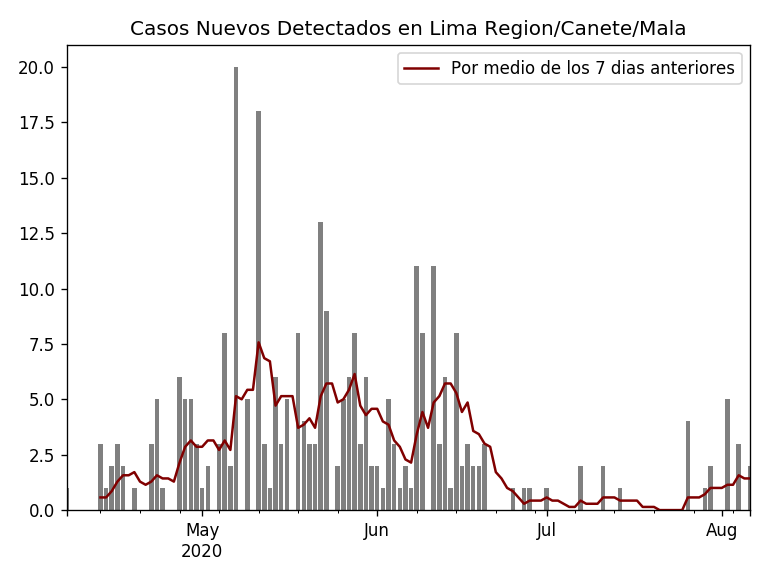 Casos Nuevos Detectados en Lima Region/Canete/Mala
Por medio de los 7 dias anteriores
20.0
17.5
15.0
12.5
10.0
7.5
5.0
2.5
0.0
May
2020
Jun
Jul
Aug